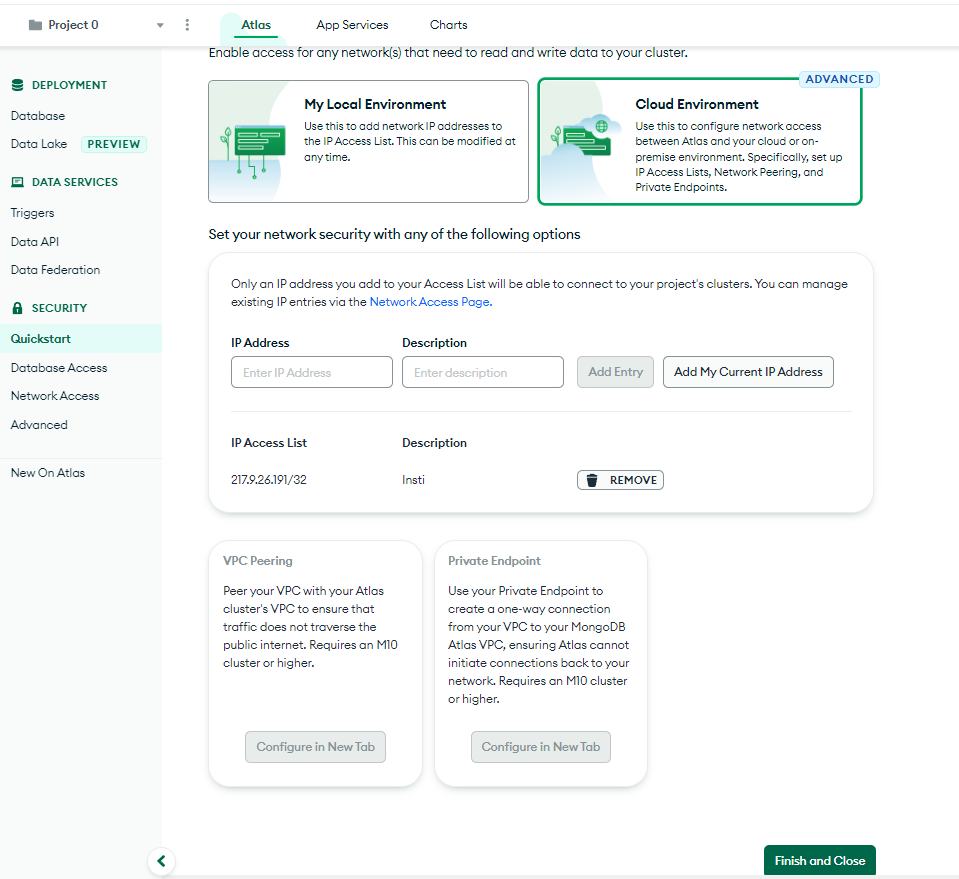 Project 0
Atlas
App Services
Charts
DEPLOYMENT
Database
Data Lake PREVIEW
DATA SERVICES
Triggers
Data API
Data Federation
SECURITY
Quickstart
Database Access
Network Access
Advanced
New On Atlas
Enable access for any network(s) that need to read and write data to your cluster.
My Local Environment
Use this to add network IP addresses to
the IP Access List. This can be modified at
any time.
ADVANCED
Cloud Environment
Use this to configure network access
between Atlas and your cloud or on-
premise environment. Specifically, set up
IP Access Lists, Network Peering, and
Private Endpoints.
Set your network security with any of the following options
Only an IP address you add to your Access List will be able to connect to your project's clusters. You can manage
existing IP entries via the Network Access Page.
IP Address
Description
Enter IP Address
Enter description
Add Entry
Add My Current IP Address
IP Access List
Description
217.9.26.191/32
Insti
REMOVE
VPC Peering
Peer your VPC with your Atlas
cluster's VPC to ensure that
traffic does not traverse the
public internet. Requires an M10
cluster or higher.
Configure in New Tab
Private Endpoint
Use your Private Endpoint to
create a one-way connection
from your VPC to your MongoDB
Atlas VPC, ensuring Atlas cannot
initiate connections back to your
network. Requires an M10 cluster
or higher.
Configure in New Tab
Finish and Close